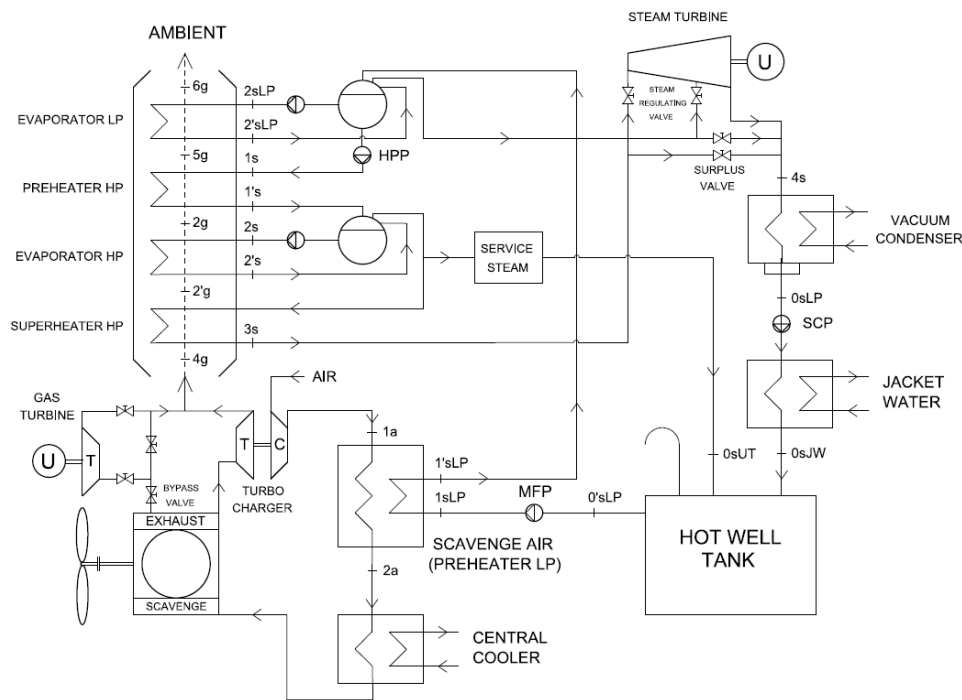 STEAM TURBINE
AMBIENT
U
6g
2sLP
EVAPORATOR LP
STEAM
REGULATING
VALVE
2'sLP
5g
1s
HPP
PREHEATER HP
SURPLUS
VALVE
1's
4s
2g
2s
VACUUM
CONDENSER
EVAPORATOR HP
SERVICE
STEAM
2's
2'g
0sLP
SUPERHEATER HP
3s
SCP
4g
AIR
JACKET
WATER
GAS
TURBINE
1a
T
C
U
T
0sUT
0sJW
1'sLP
BYPASS
VALVE
TURBO
CHARGER
1sLP
MFP
0'sLP
EXHAUST
HOT WELL
TANK
SCAVENGE AIR
(PREHEATER LP)
2a
SCAVENGE
CENTRAL
COOLER